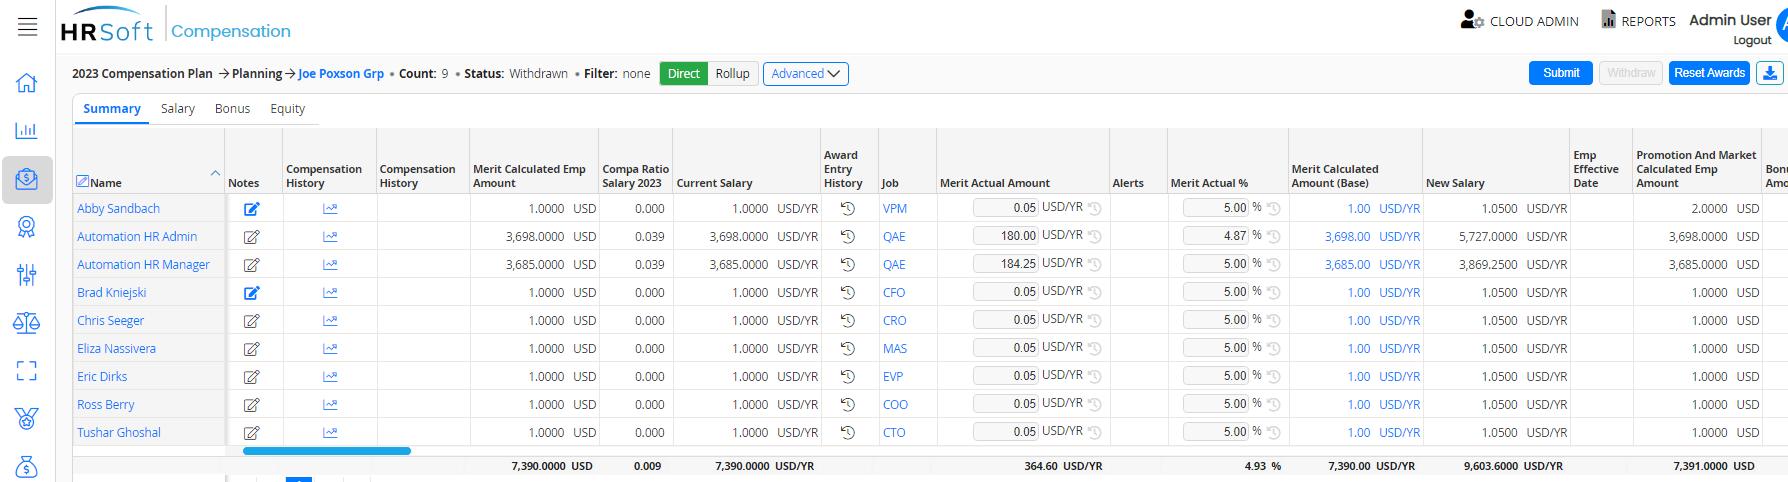 HRSoft Compensation CLOUD ADMIN REPORTS Admin User
Logout
2023 Compensation Plan → Planning → Joe Poxson Grp • Count: 9 • Status: Withdrawn • Filter: none Direct Rollup Advanced Submit Withdraw Reset Awards
Summary Salary Bonus Equity
Name Notes Compensation History Compensation History Merit Calculated Emp Amount Compa Ratio Salary 2023 Current Salary Award Entry History Job Merit Actual Amount Alerts Merit Actual % Merit Calculated Amount (Base) New Salary Emp Effective Date Promotion And Market Calculated Emp Amount
Abby Sandbach 1.0000 USD 0.000 1.0000 USD/YR VPM 0.05 USD/YR 5.00 % 1.00 USD/YR 1.0500 USD/YR 2.0000 USD
Automation HR Admin 3,698.0000 USD 0.039 3,698.0000 USD/YR QAE 180.00 USD/YR 4.87 % 3,698.00 USD/YR 5,727.0000 USD/YR 3,698.0000 USD
Automation HR Manager 3,685.0000 USD 0.039 3,685.0000 USD/YR QAE 184.25 USD/YR 5.00 % 3,685.00 USD/YR 3,869.2500 USD/YR 3,685.0000 USD
Brad Kniejski 1.0000 USD 0.000 1.0000 USD/YR CFO 0.05 USD/YR 5.00 % 1.00 USD/YR 1.0500 USD/YR 1.0000 USD
Chris Seeger 1.0000 USD 0.000 1.0000 USD/YR CRO 0.05 USD/YR 5.00 % 1.00 USD/YR 1.0500 USD/YR 1.0000 USD
Eliza Nassivera 1.0000 USD 0.000 1.0000 USD/YR MAS 0.05 USD/YR 5.00 % 1.00 USD/YR 1.0500 USD/YR 1.0000 USD
Eric Dirks 1.0000 USD 0.000 1.0000 USD/YR EVP 0.05 USD/YR 5.00 % 1.00 USD/YR 1.0500 USD/YR 1.0000 USD
Ross Berry 1.0000 USD 0.000 1.0000 USD/YR COO 0.05 USD/YR 5.00 % 1.00 USD/YR 1.0500 USD/YR 1.0000 USD
Tushar Ghoshal 1.0000 USD 0.000 1.0000 USD/YR CTO 0.05 USD/YR 5.00 % 1.00 USD/YR 1.0500 USD/YR 1.0000 USD
7,390.0000 USD 0.009 7,390.0000 USD/YR 364.60 USD/YR 4.93 % 7,390.00 USD/YR 9,603.6000 USD/YR 7,391.0000 USD